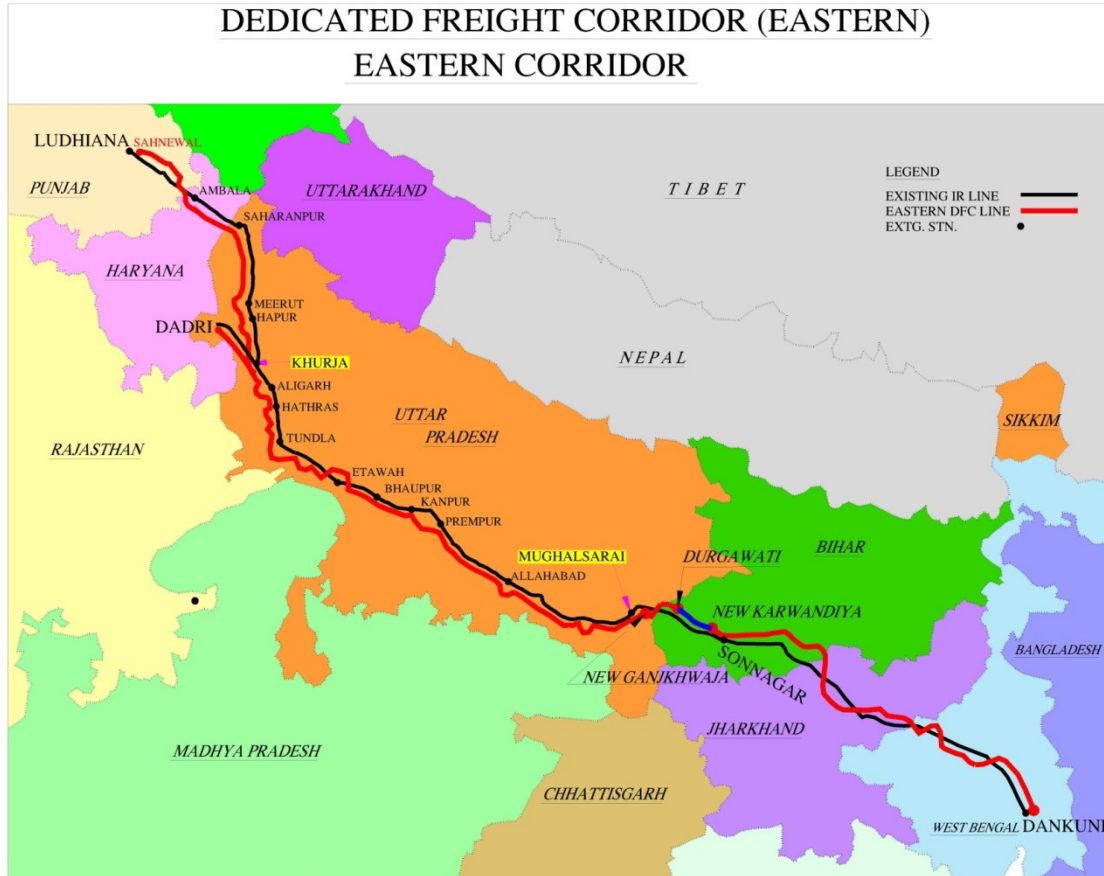 DEDICATED FREIGHT CORRIDOR (EASTERN)
EASTERN CORRIDOR
LUDHIANA
SAHNEWAL
PUNJAB
AMBALA
UTTARAKHAND
TIBET
LEGEND
EXISTING IR LINE
EASTERN DFC LINE
EXTG. STN.
SAHARANPUR
HARYANA
MEERUT
HAPUR
DADRI
KHURJA
NEPAL
ALIGARH
HATHRAS
UTTAR
PRADESH
SIKKIM
RAJASTHAN
TUNDLA
ETAWAH
BHAUPUR
KANPUR
PREMPUR
MUGHALSARAI
DURGAWATI
BIHAR
ALLAHABAD
NEW KARWANDIYA
SONNAGAR
BANGLADESH
NEW GANJKHWAJA
JHARKHAND
MADHYA PRADESH
CHHATTISGARH
WEST BENGAL
DANKUNI